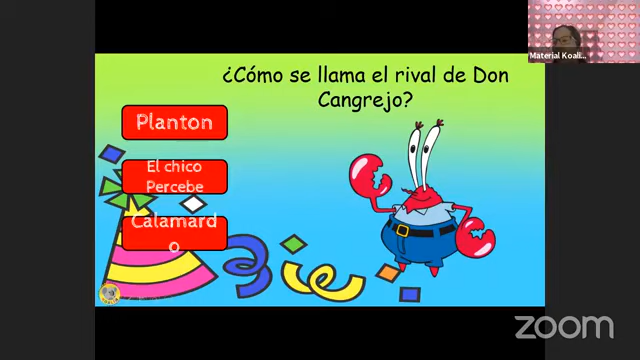 Material Koali...
¿Cómo se llama el rival de Don
Cangrejo?
Planton
El chico
Percebe
Calamard
o
zoom